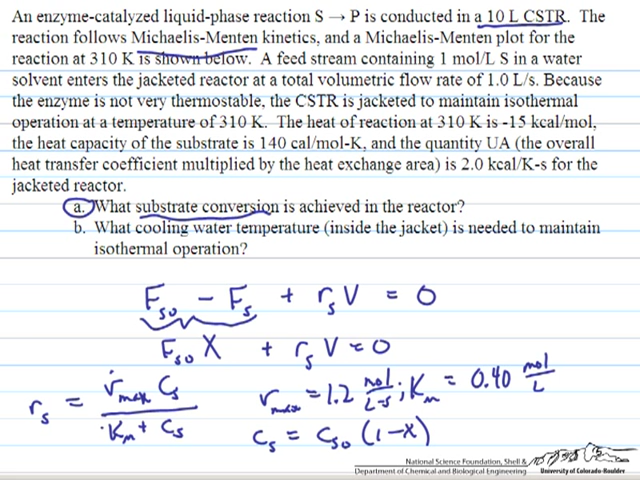 An enzyme-catalyzed liquid-phase reaction S → P is conducted in a 10 L CSTR. The
reaction follows Michaelis-Menten kinetics, and a Michaelis-Menten plot for the
reaction at 310 K is shown below. A feed stream containing 1 mol/L S in a water
solvent enters the jacketed reactor at a total volumetric flow rate of 1.0 L/s. Because
the enzyme is not very thermostable, the CSTR is jacketed to maintain isothermal
operation at a temperature of 310 K. The heat of reaction at 310 K is -15 kcal/mol,
the heat capacity of the substrate is 140 cal/mol-K, and the quantity UA (the overall
heat transfer coefficient multiplied by the heat exchange area) is 2.0 kcal/K-s for the
jacketed reactor.
a. What substrate conversion is achieved in the reactor?
b. What cooling water temperature (inside the jacket) is needed to maintain
isothermal operation?
F_so - F_s + r_s V = 0
F_so X + r_s V = 0
r_s = r_max C_s / K_m + C_s
r_max = 1.2 mol/L-s ; K_m = 0.40 mol/L
C_s = C_so (1-X)
National Science Foundation, Shell &
Department of Chemical and Biological Engineering
University of Colorado-Boulder